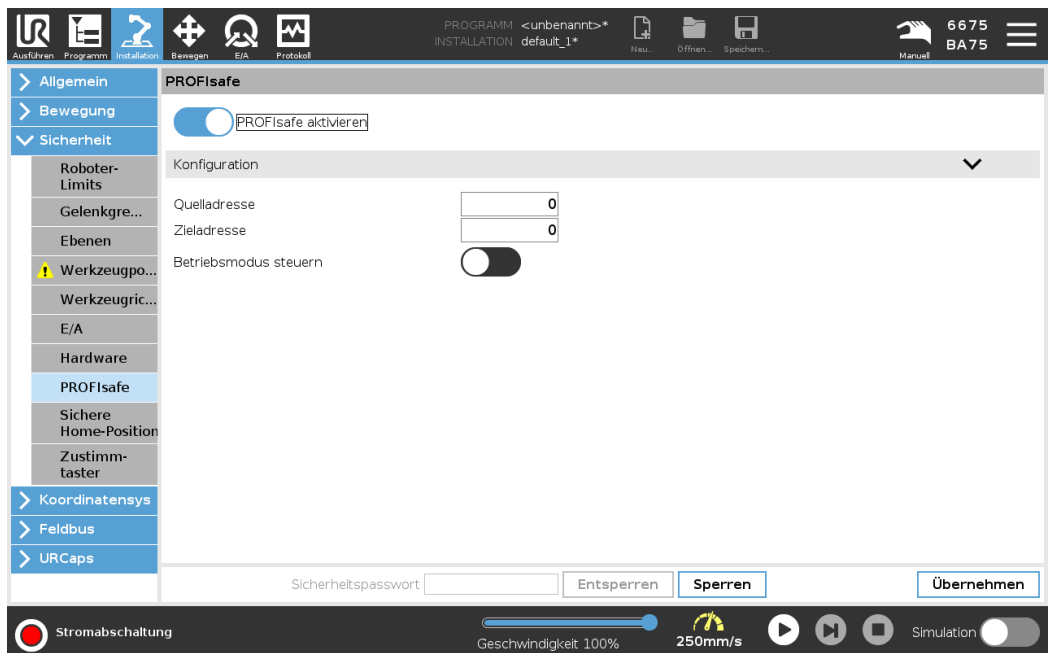 UR
PROGRAMM <unbenannt>*
INSTALLATION default_1*
Ausführen Programm Installation Bewegen E/A Protokoll
Neu... Öffnen... Speichern...
Manuell
6675
BA75
Allgemein
Bewegung
Sicherheit
Roboter-
Limits
Gelenkgre...
Ebenen
Werkzeugpo...
Werkzeugric...
E/A
Hardware
PROFIsafe
Sichere
Home-Position
Zustimm-
taster
Koordinatensys
Feldbus
URCaps
PROFIsafe
PROFIsafe aktivieren
Konfiguration
Quelladresse 0
Zieladresse 0
Betriebsmodus steuern
Sicherheitspasswort Entsperren Sperren Übernehmen
Stromabschaltung
Geschwindigkeit 100%
250mm/s
Simulation